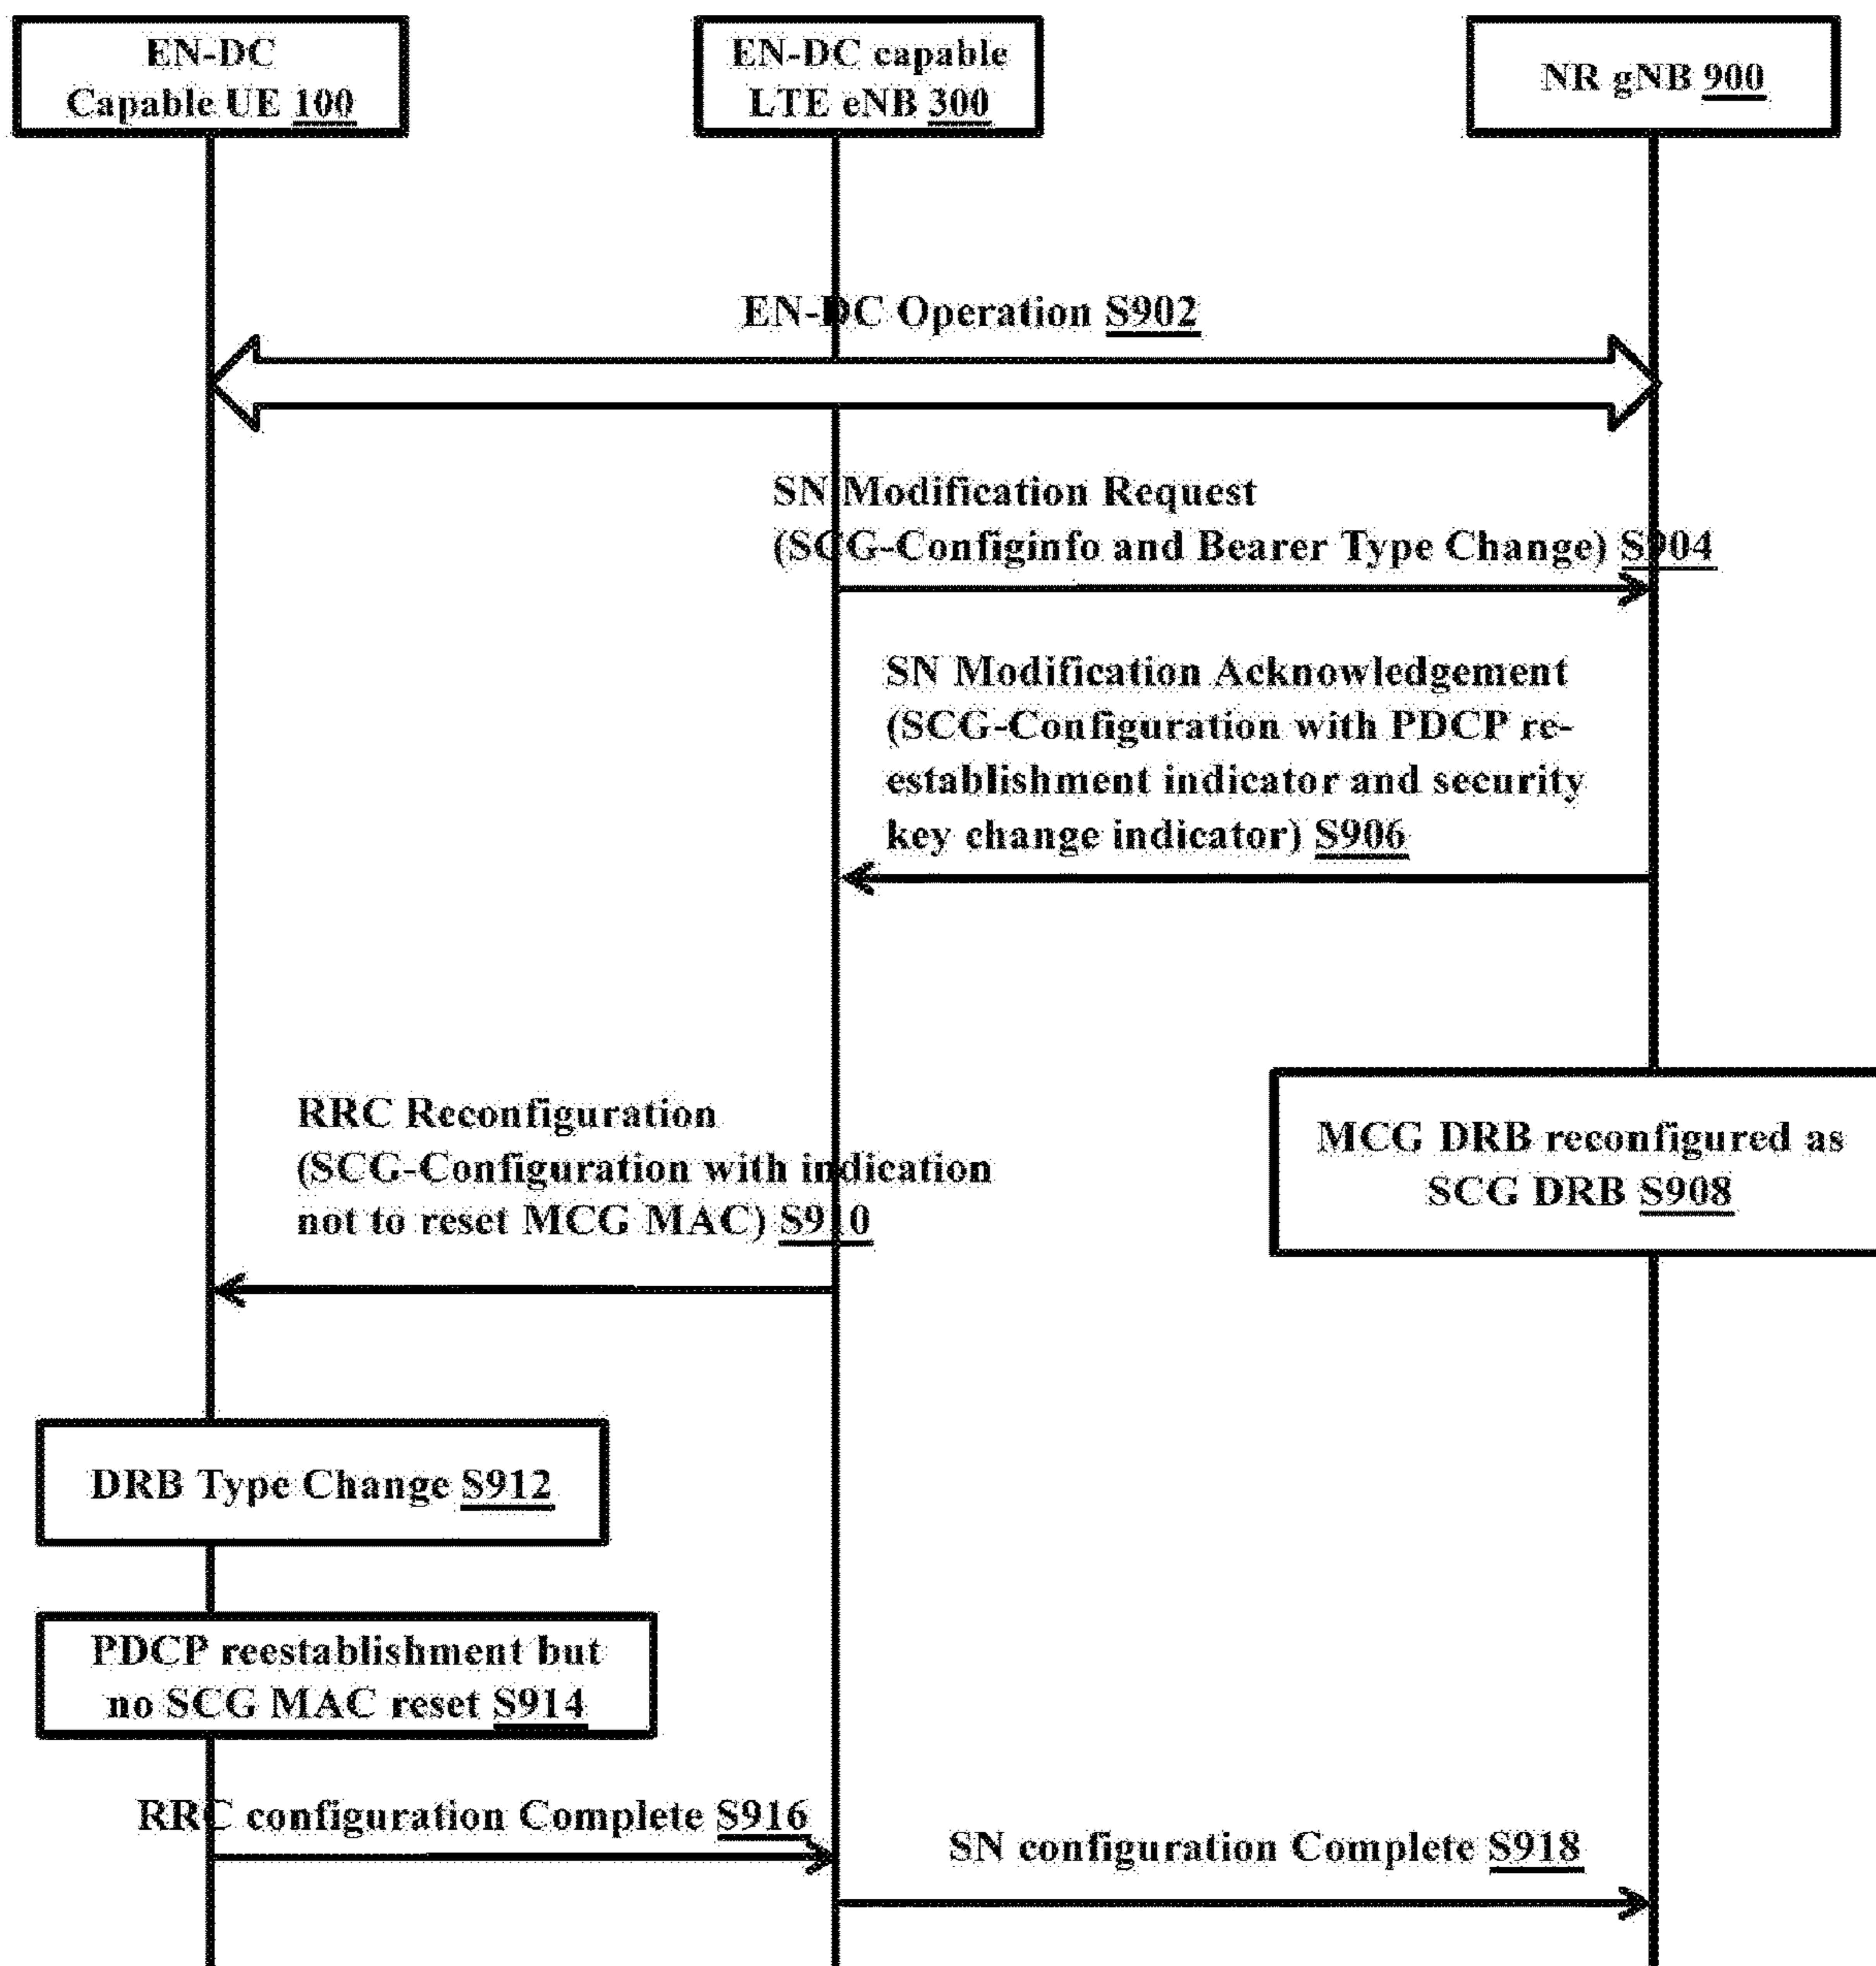 EN-DC
Capable UE 100
EN-DC capable
LTE eNB 300
NR gNB 900
EN-DC Operation S902
SN Modification Request
(SCG-Configinfo and Bearer Type Change) S904
SN Modification Acknowledgement
(SCG-Configuration with PDCP re-
establishment indicator and security
key change indicator) S906
MCG DRB reconfigured as
SCG DRB S908
RRC Reconfiguration
(SCG-Configuration with indication
not to reset MCG MAC) S910
DRB Type Change S912
PDCP reestablishment but
no SCG MAC reset S914
RRC configuration Complete S916
SN configuration Complete S918